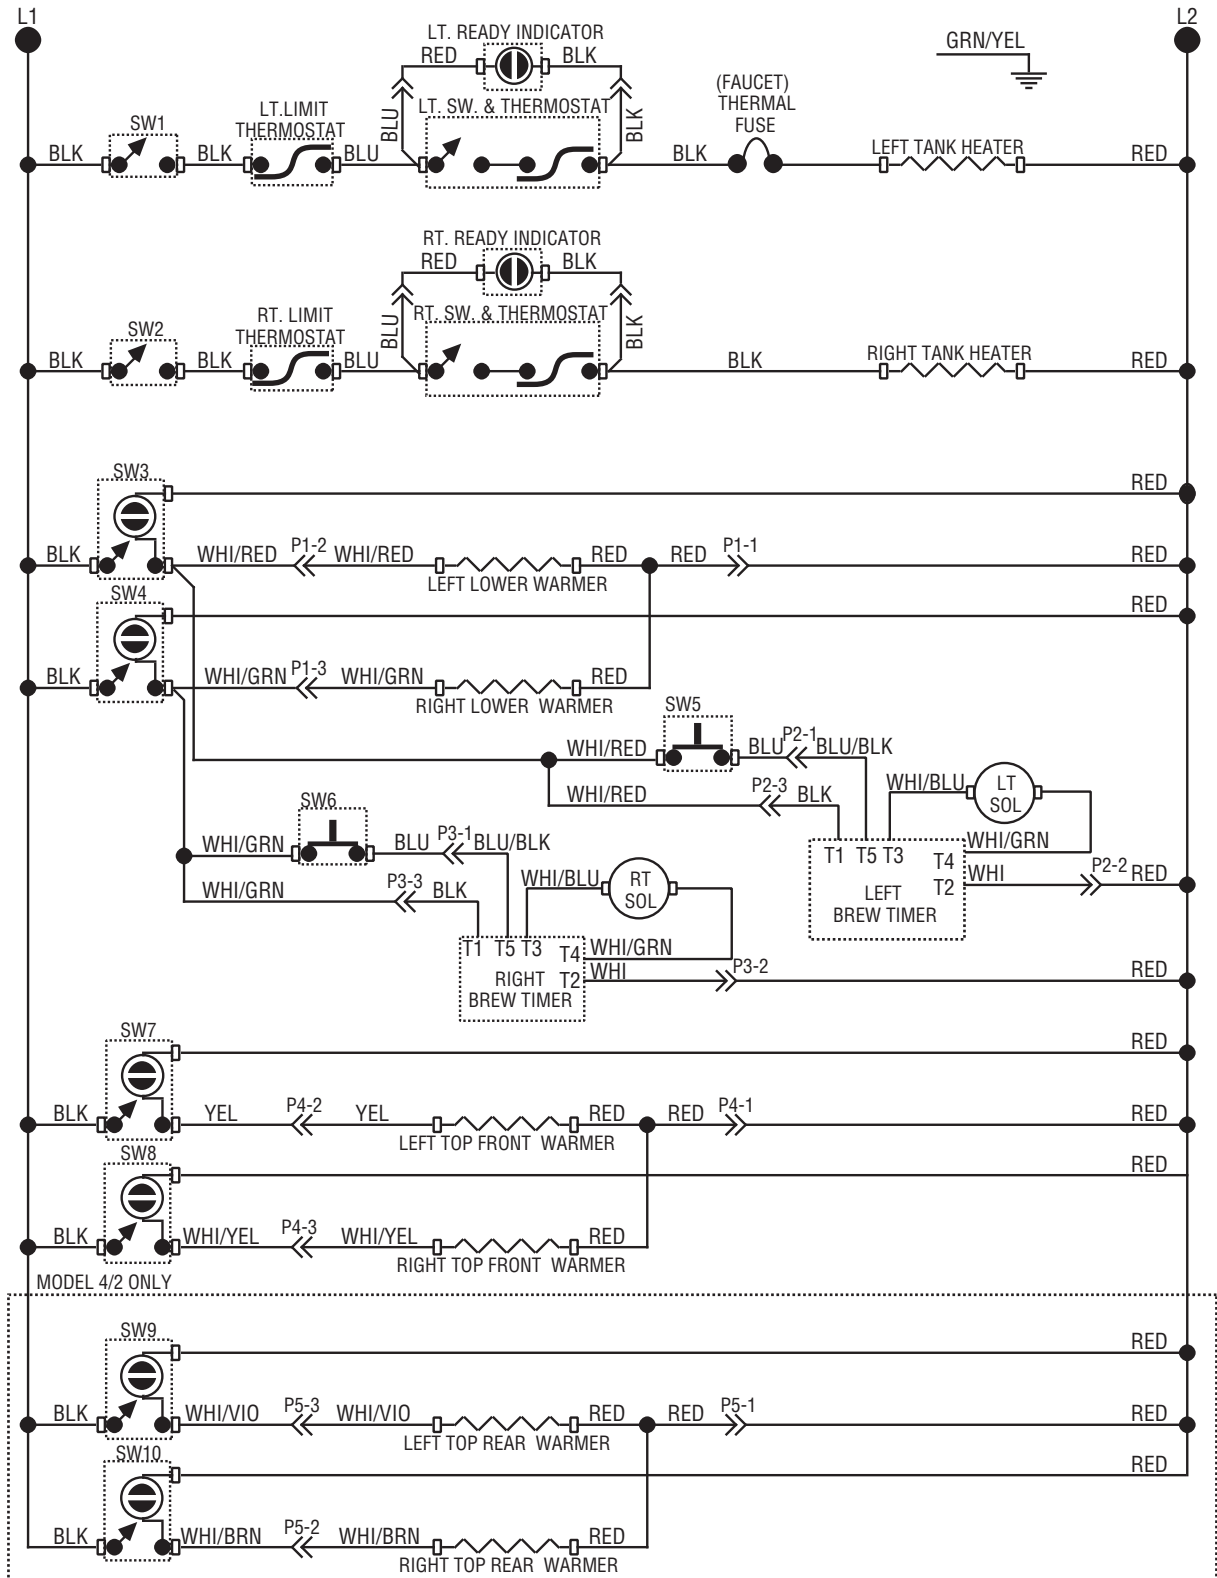 L1
L2
LT. READY INDICATOR
GRN/YEL
RED
BLK
(FAUCET)
THERMAL
FUSE
LT. SW. & THERMOSTAT
LT.LIMIT
THERMOSTAT
SW1
BLU
BLK
BLK
BLK
BLU
BLK
LEFT TANK HEATER
RED
RT. READY INDICATOR
RED
BLK
RT. SW. & THERMOSTAT
RT. LIMIT
THERMOSTAT
SW2
BLU
BLK
BLK
BLK
BLU
BLK
RIGHT TANK HEATER
RED
SW3
RED
BLK
WHI/RED
P1-2
WHI/RED
RED
RED
P1-1
RED
LEFT LOWER WARMER
SW4
RED
BLK
WHI/GRN
P1-3
WHI/GRN
RED
RIGHT LOWER WARMER
SW5
WHI/RED
BLU
P2-1
BLU/BLK
WHI/RED
P2-3
BLK
WHI/BLU
LT
SOL
WHI/GRN
T1 T5 T3
T4
T2
WHI
P2-2
RED
LEFT
BREW TIMER
SW6
WHI/GRN
BLU
P3-1
BLU/BLK
WHI/GRN
P3-3
BLK
WHI/BLU
RT
SOL
T1 T5 T3
T4
WHI/GRN
T2
WHI
P3-2
RED
RIGHT
BREW TIMER
SW7
RED
BLK
YEL
P4-2
YEL
RED
RED
P4-1
RED
LEFT TOP FRONT WARMER
SW8
RED
BLK
WHI/YEL
P4-3
WHI/YEL
RED
RIGHT TOP FRONT WARMER
MODEL 4/2 ONLY
SW9
RED
BLK
WHI/VIO
P5-3
WHI/VIO
RED
RED
P5-1
RED
LEFT TOP REAR WARMER
SW10
RED
BLK
WHI/BRN
P5-2
WHI/BRN
RED
RIGHT TOP REAR WARMER